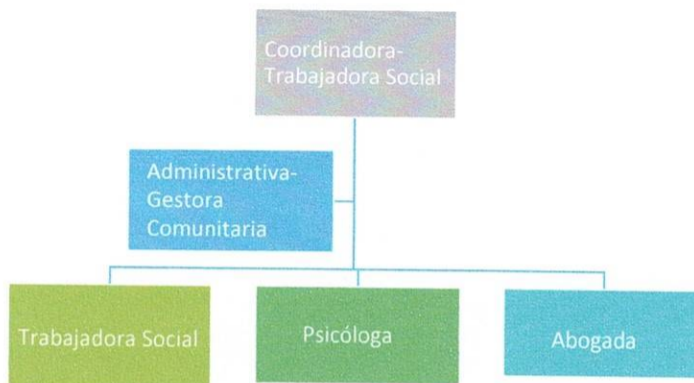 Coordinadora-
Trabajadora Social
Administrativa-
Gestora
Comunitaria
Trabajadora Social
Psicóloga
Abogada